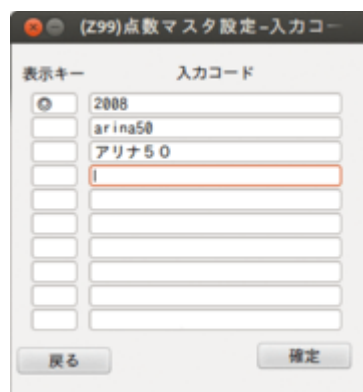 (Z99)点数マスタ設定–入力コー
表示キー 入力コード
◎ 2008
arina50
アリナ50
戻る 確定